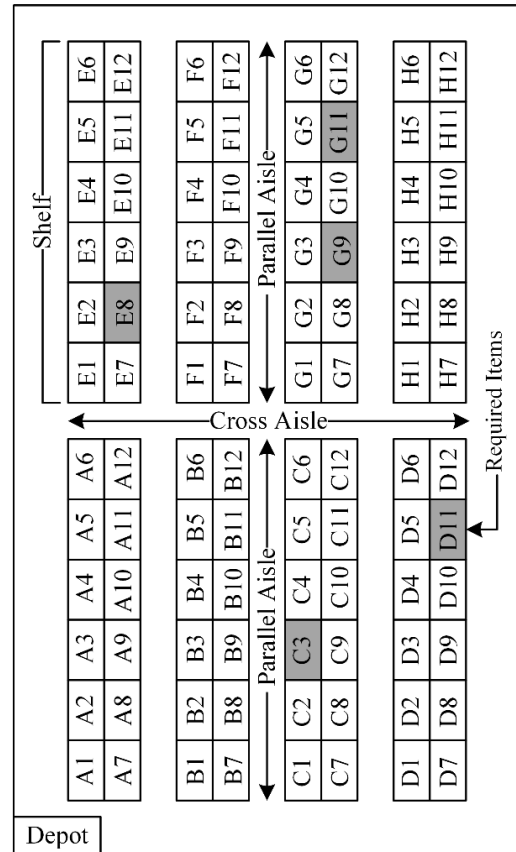 E6 E12 F6 F12 G6 G12 H6 H12
E5 E11 F5 F11 G5 G11 H5 H11
E4 E10 F4 F10 G4 G10 H4 H10
E3 E9 F3 F9 G3 G9 H3 H9
E2 E8 F2 F8 G2 G8 H2 H8
E1 E7 F1 F7 G1 G7 H1 H7
Shelf
Parallel Aisle
Cross Aisle
Required Items
A6 A12 B6 B12 C6 C12 D6 D12
A5 A11 B5 B11 C5 C11 D5 D11
A4 A10 B4 B10 C4 C10 D4 D10
A3 A9 B3 B9 C3 C9 D3 D9
A2 A8 B2 B8 C2 C8 D2 D8
A1 A7 B1 B7 C1 C7 D1 D7
Parallel Aisle
Depot